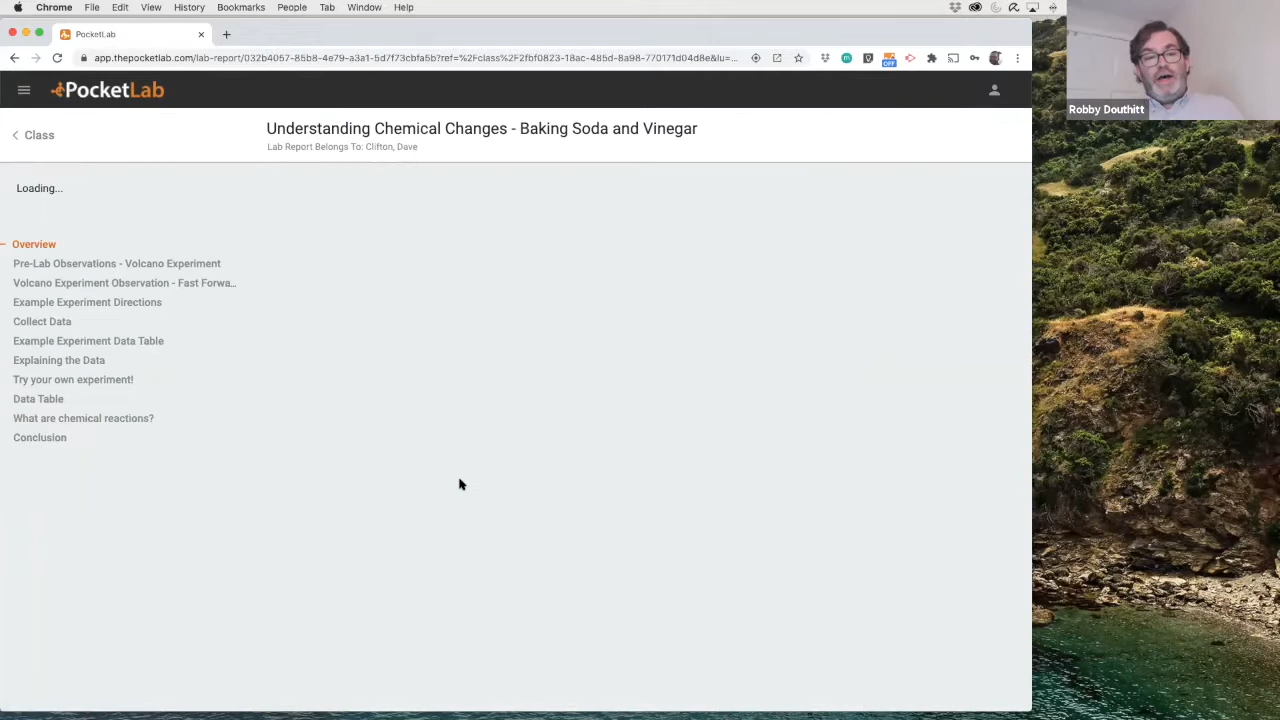 Chrome File Edit View History Bookmarks People Tab Window Help
PocketLab
app.thepocketlab.com/lab-report/032b4057-85b8-4e79-a3a1-5d7f73cbfa5b?ref=%2Fclass%2F2fbf0823-18ac-485d-8a98-770171d04d8e&lu=...
OFF
PocketLab
Robby Douthitt
Class
Understanding Chemical Changes - Baking Soda and Vinegar
Lab Report Belongs To: Clifton, Dave
Loading...
Overview
Pre-Lab Observations - Volcano Experiment
Volcano Experiment Observation - Fast Forwa...
Example Experiment Directions
Collect Data
Example Experiment Data Table
Explaining the Data
Try your own experiment!
Data Table
What are chemical reactions?
Conclusion